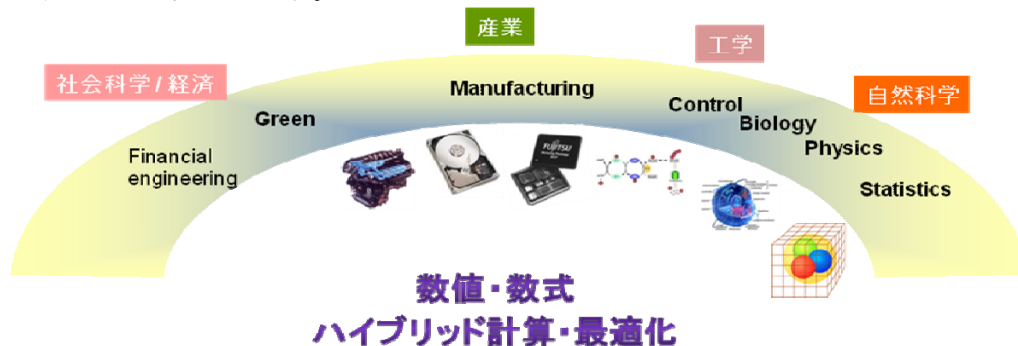 産業
工学
社会科学/経済
自然科学
Manufacturing
Control
Green
Biology
Physics
Financial
engineering
Statistics
FUJITSU
数値・数式
ハイブリッド計算・最適化